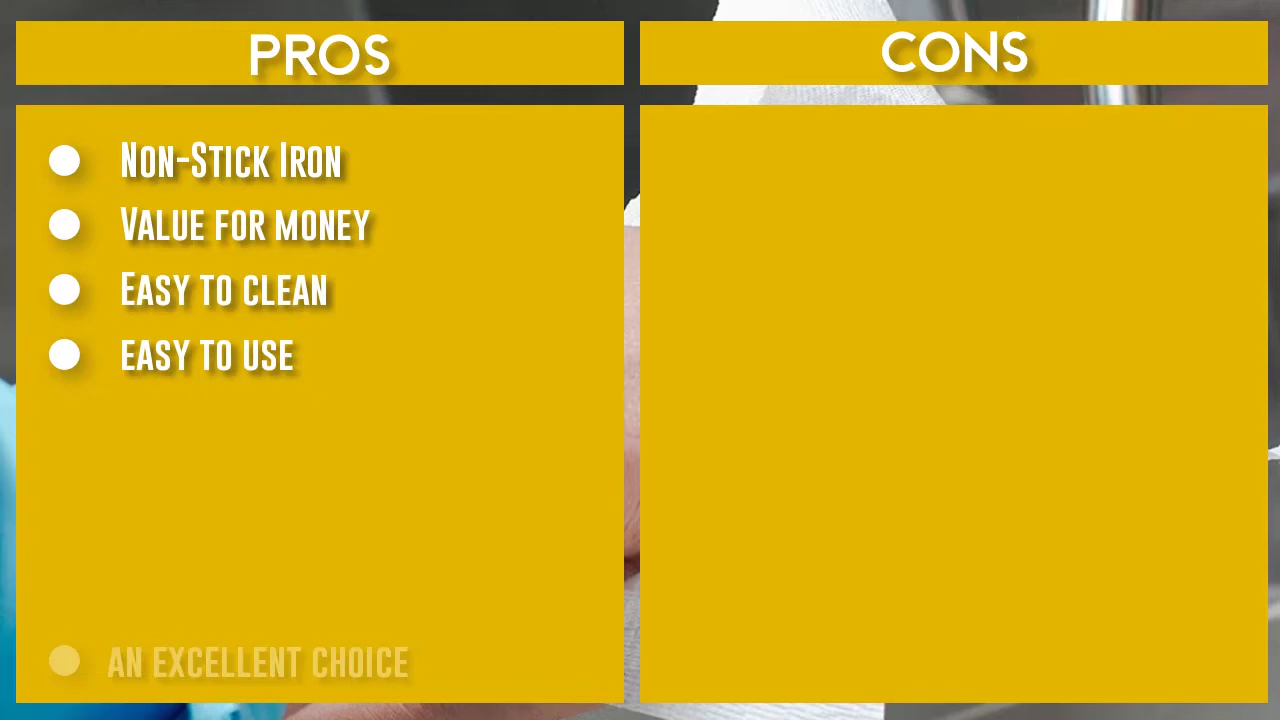 PROS
CONS
Non-Stick Iron
Value for money
Easy to clean
easy to use
an excellent choice